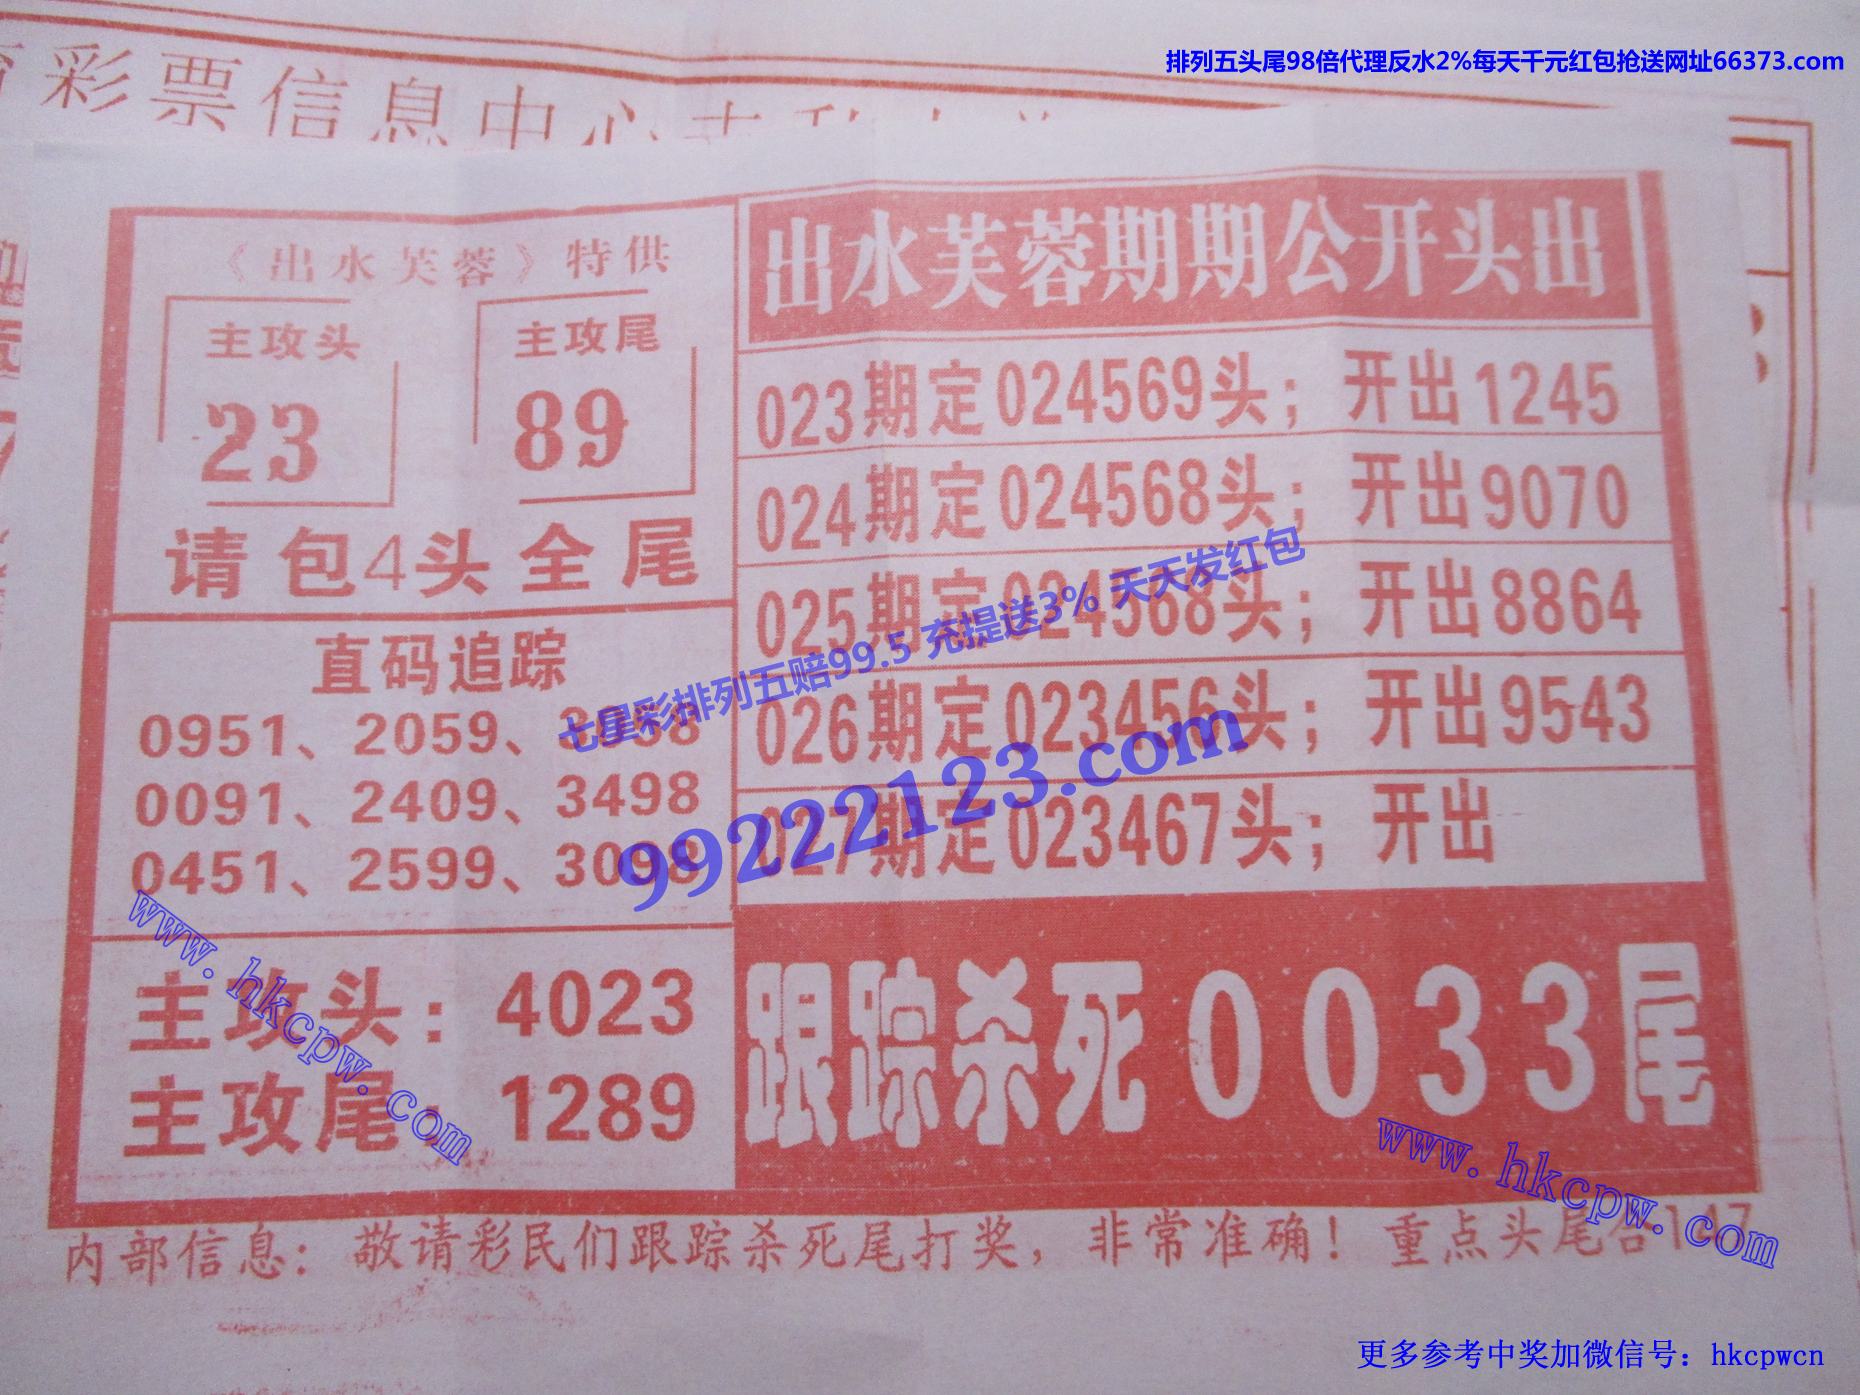 排列五头尾98倍代理反水2%每天千元红包抢送网址66373.com
彩票信息中心
《出水芙蓉》特供
主攻头
23
主攻尾
89
请包4头全尾
直码追踪
0951、2059、
0091、2409、3498
0451、2599、3098
主攻头：4023
主攻尾：1289
出水芙蓉期期公开头出
023期定024569头；开出1245
024期定024568头；开出9070
025期定024568头；开出8864
026期定023456头；开出9543
027期定023467头；开出
跟踪杀死0033尾
内部信息：敬请彩民们跟踪杀死尾打奖，非常准确！重点头尾合147
七星彩排列五赔99.5 充提送3% 天天发红包
99222123.com
www.hkcpw.com
www.hkcpw.com
更多参考中奖加微信号：hkcpwcn